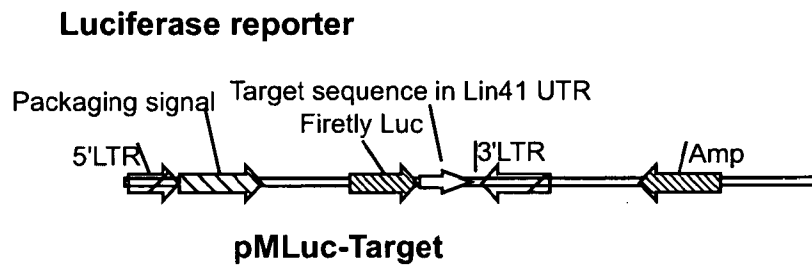 Luciferase reporter
Packaging signal
Target sequence in Lin41 UTR
Firetly Luc
5'LTR
3'LTR
Amp
pMLuc-Target